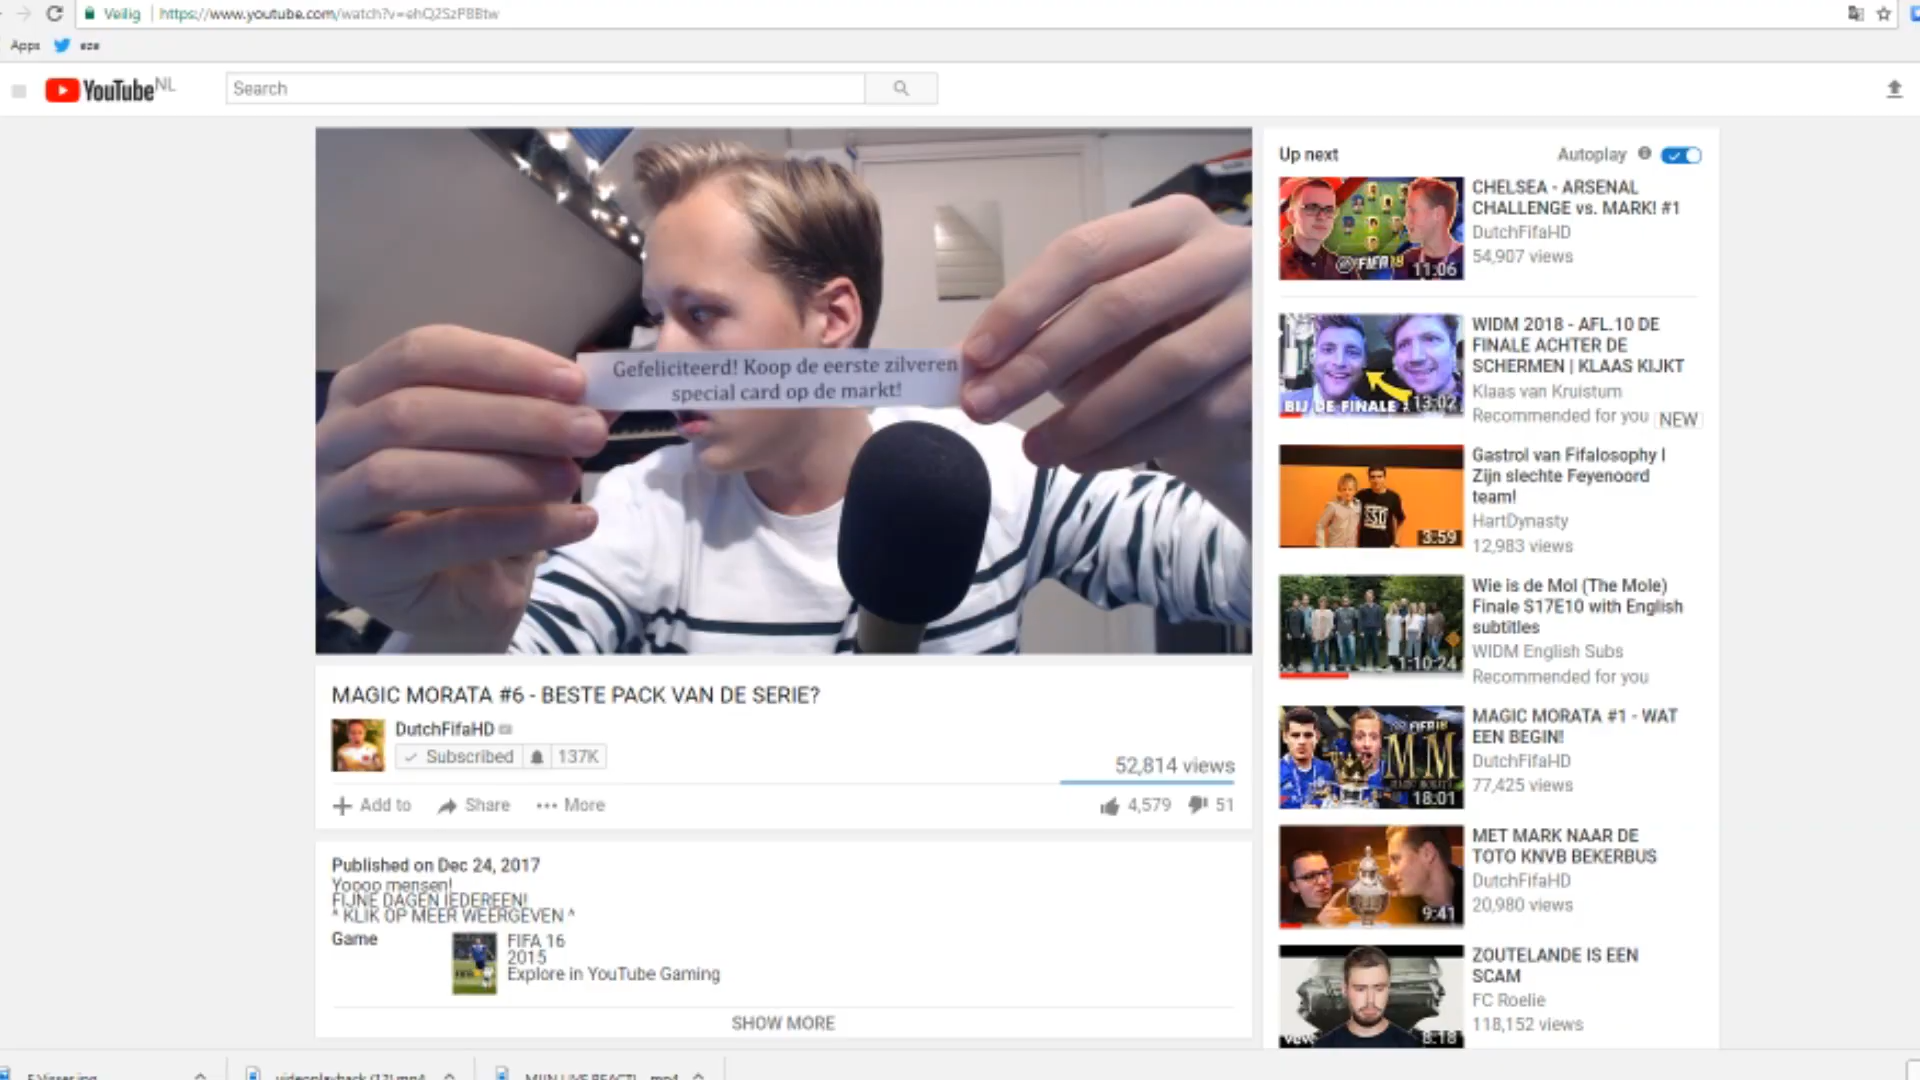 Veilig https://www.youtube.com/watch?v=ehQ2SzP8Btw
Apps
eze
YouTube NL
Search
Gefeliciteerd! Koop de eerste zilveren
special card op de markt!
MAGIC MORATA #6 - BESTE PACK VAN DE SERIE?
DutchFifaHD
Subscribed 137K
52,814 views
Add to Share More
4,579 51
Published on Dec 24, 2017
Yoooo mensen!
FIJNE DAGEN IEDEREEN!
* KLIK OP MEER WEERGEVEN ^
Game
FIFA 16
2015
Explore in YouTube Gaming
SHOW MORE
Up next Autoplay
FIFA 18
11:06
CHELSEA - ARSENAL
CHALLENGE vs. MARK! #1
DutchFifaHD
54,907 views
BIJ DE FINALE
13:02
WIDM 2018 - AFL.10 DE
FINALE ACHTER DE
SCHERMEN | KLAAS KIJKT
Klaas van Kruistum
Recommended for you NEW
3:59
Gastrol van Fifalosophy l
Zijn slechte Feyenoord
team!
HartDynasty
12,983 views
1:10:24
Wie is de Mol (The Mole)
Finale S17E10 with English
subtitles
WIDM English Subs
Recommended for you
FIFA 18
MM
18:01
MAGIC MORATA #1 - WAT
EEN BEGIN!
DutchFifaHD
77,425 views
9:41
MET MARK NAAR DE
TOTO KNVB BEKERBUS
DutchFifaHD
20,980 views
vevo
8:18
ZOUTELANDE IS EEN
SCAM
FC Roelie
118,152 views